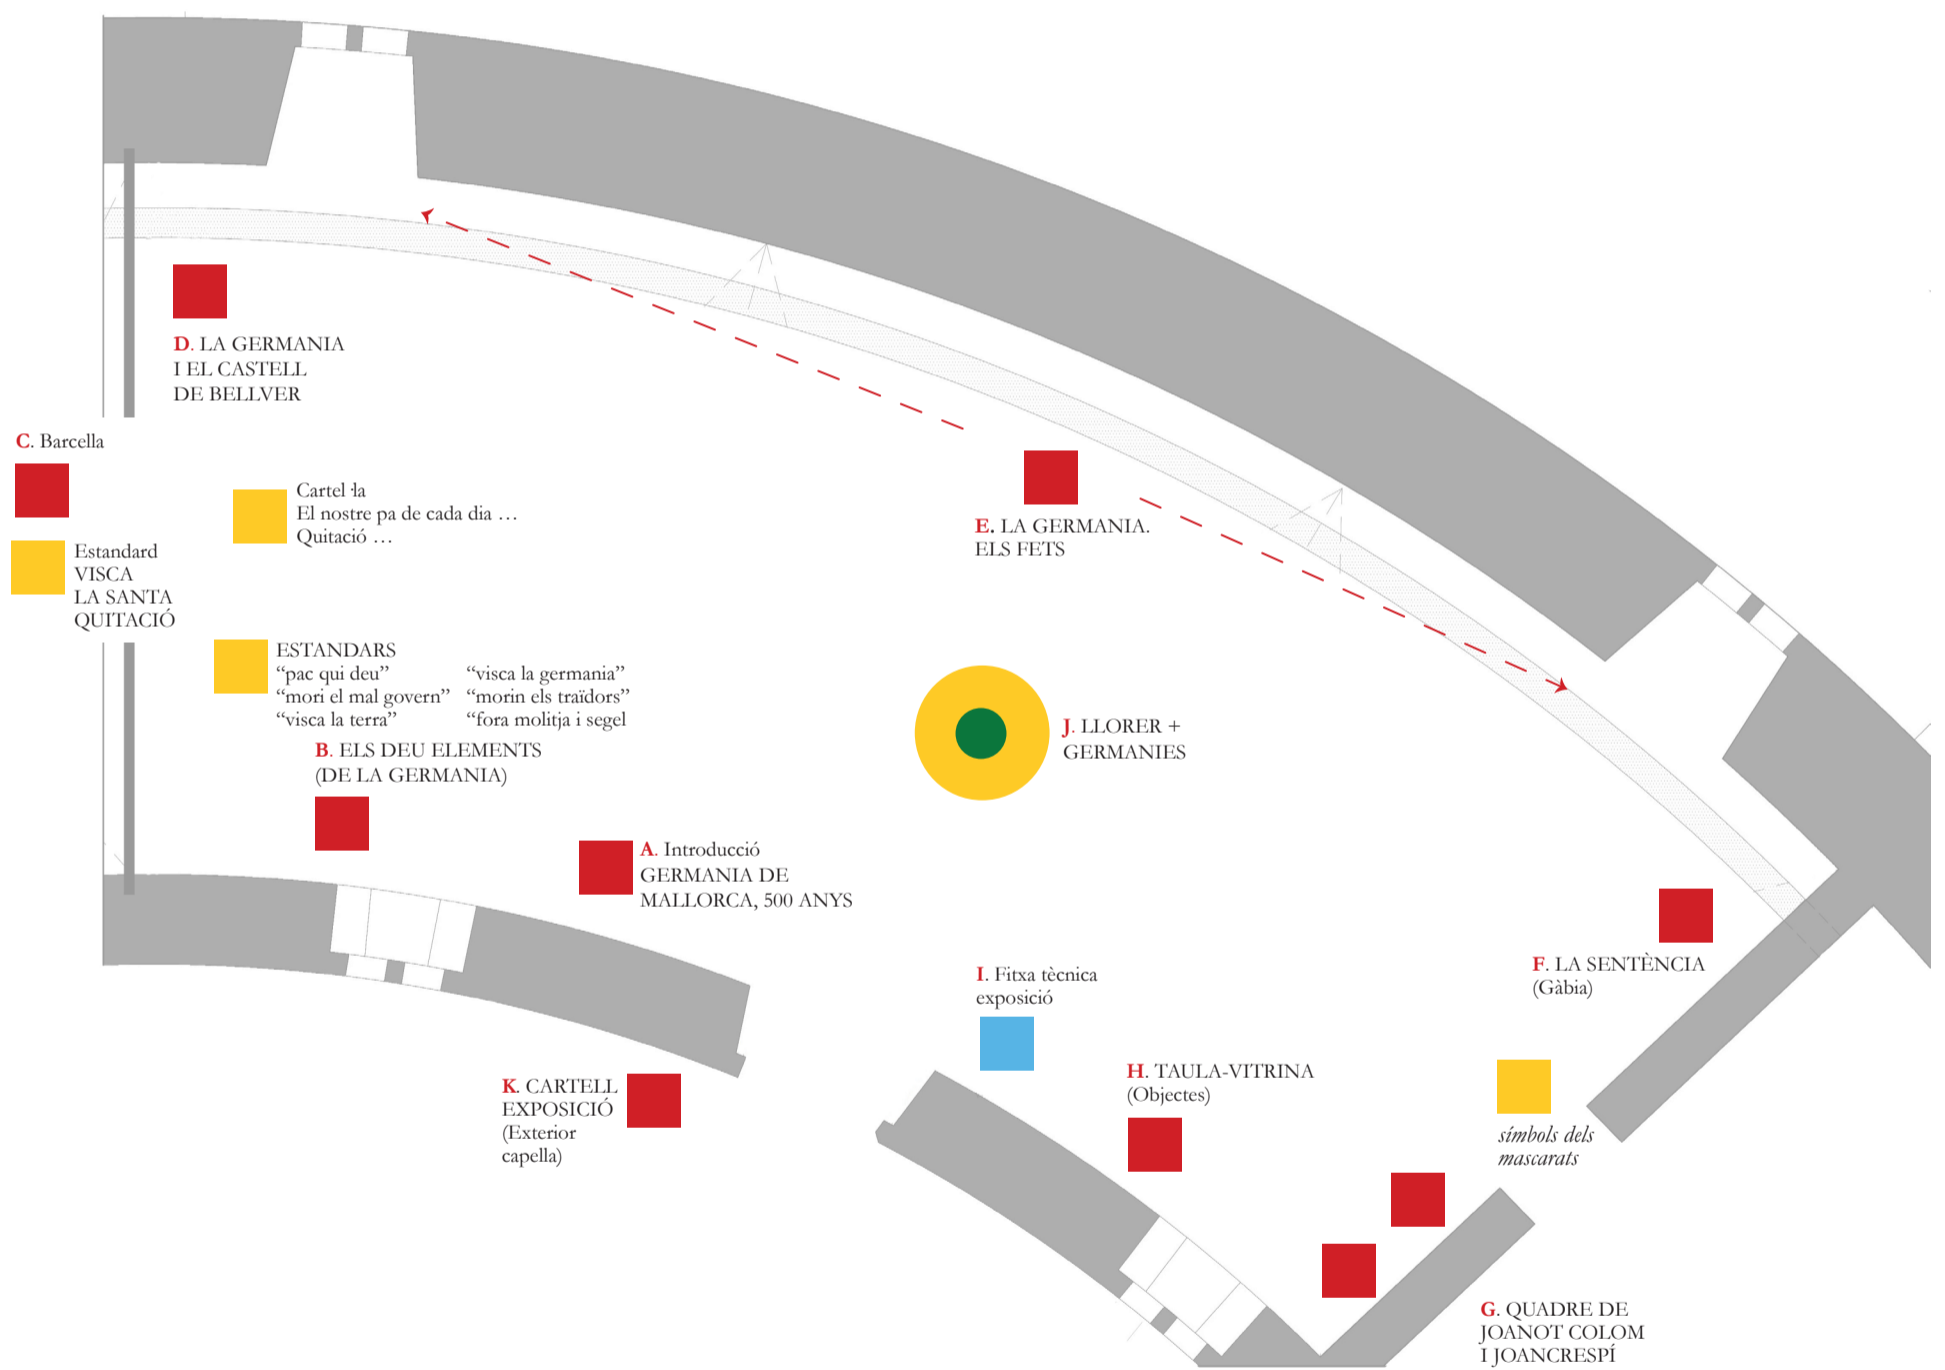 D. LA GERMANIA
I EL CASTELL
DE BELLVER
C. Barcella
Cartel·la
El nostre pa de cada dia …
Quitació …
Estandard
VISCA
LA SANTA
QUITACIÓ
E. LA GERMANIA.
ELS FETS
ESTANDARS
“pac qui deu”
“mori el mal govern”
“visca la terra”
“visca la germania”
“morin els traïdors”
“fora molitja i segel
B. ELS DEU ELEMENTS
(DE LA GERMANIA)
J. LLORER +
GERMANIES
A. Introducció
GERMANIA DE
MALLORCA, 500 ANYS
F. LA SENTÈNCIA
(Gàbia)
I. Fitxa tècnica
exposició
H. TAULA-VITRINA
(Objectes)
K. CARTELL
EXPOSICIÓ
(Exterior
capella)
símbols dels
mascarats
G. QUADRE DE
JOANOT COLOM
I JOANCRESPÍ